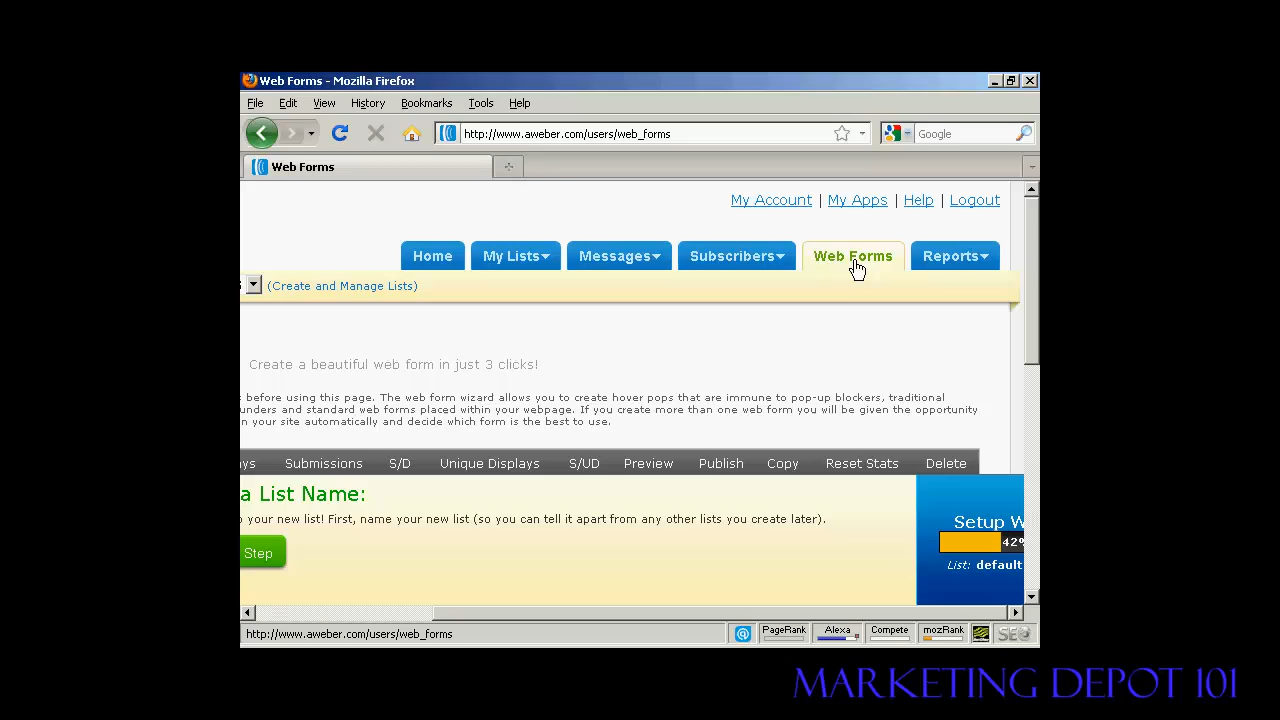 Web Forms - Mozilla Firefox
File Edit View History Bookmarks Tools Help
http://www.aweber.com/users/web_forms Google
Web Forms
My Account | My Apps | Help | Logout
Home My Lists Messages Subscribers Web Forms Reports
(Create and Manage Lists)
Create a beautiful web form in just 3 clicks!
before using this page. The web form wizard allows you to create hover pops that are immune to pop-up blockers, traditional
unders and standard web forms placed within your webpage. If you create more than one web form you will be given the opportunity
n your site automatically and decide which form is the best to use.
ys Submissions S/D Unique Displays S/UD Preview Publish Copy Reset Stats Delete
a List Name:
your new list! First, name your new list (so you can tell it apart from any other lists you create later).
Setup W
42%
Step
List: default
http://www.aweber.com/users/web_forms PageRank Alexa Compete mozRank SEO
MARKETING DEPOT 101